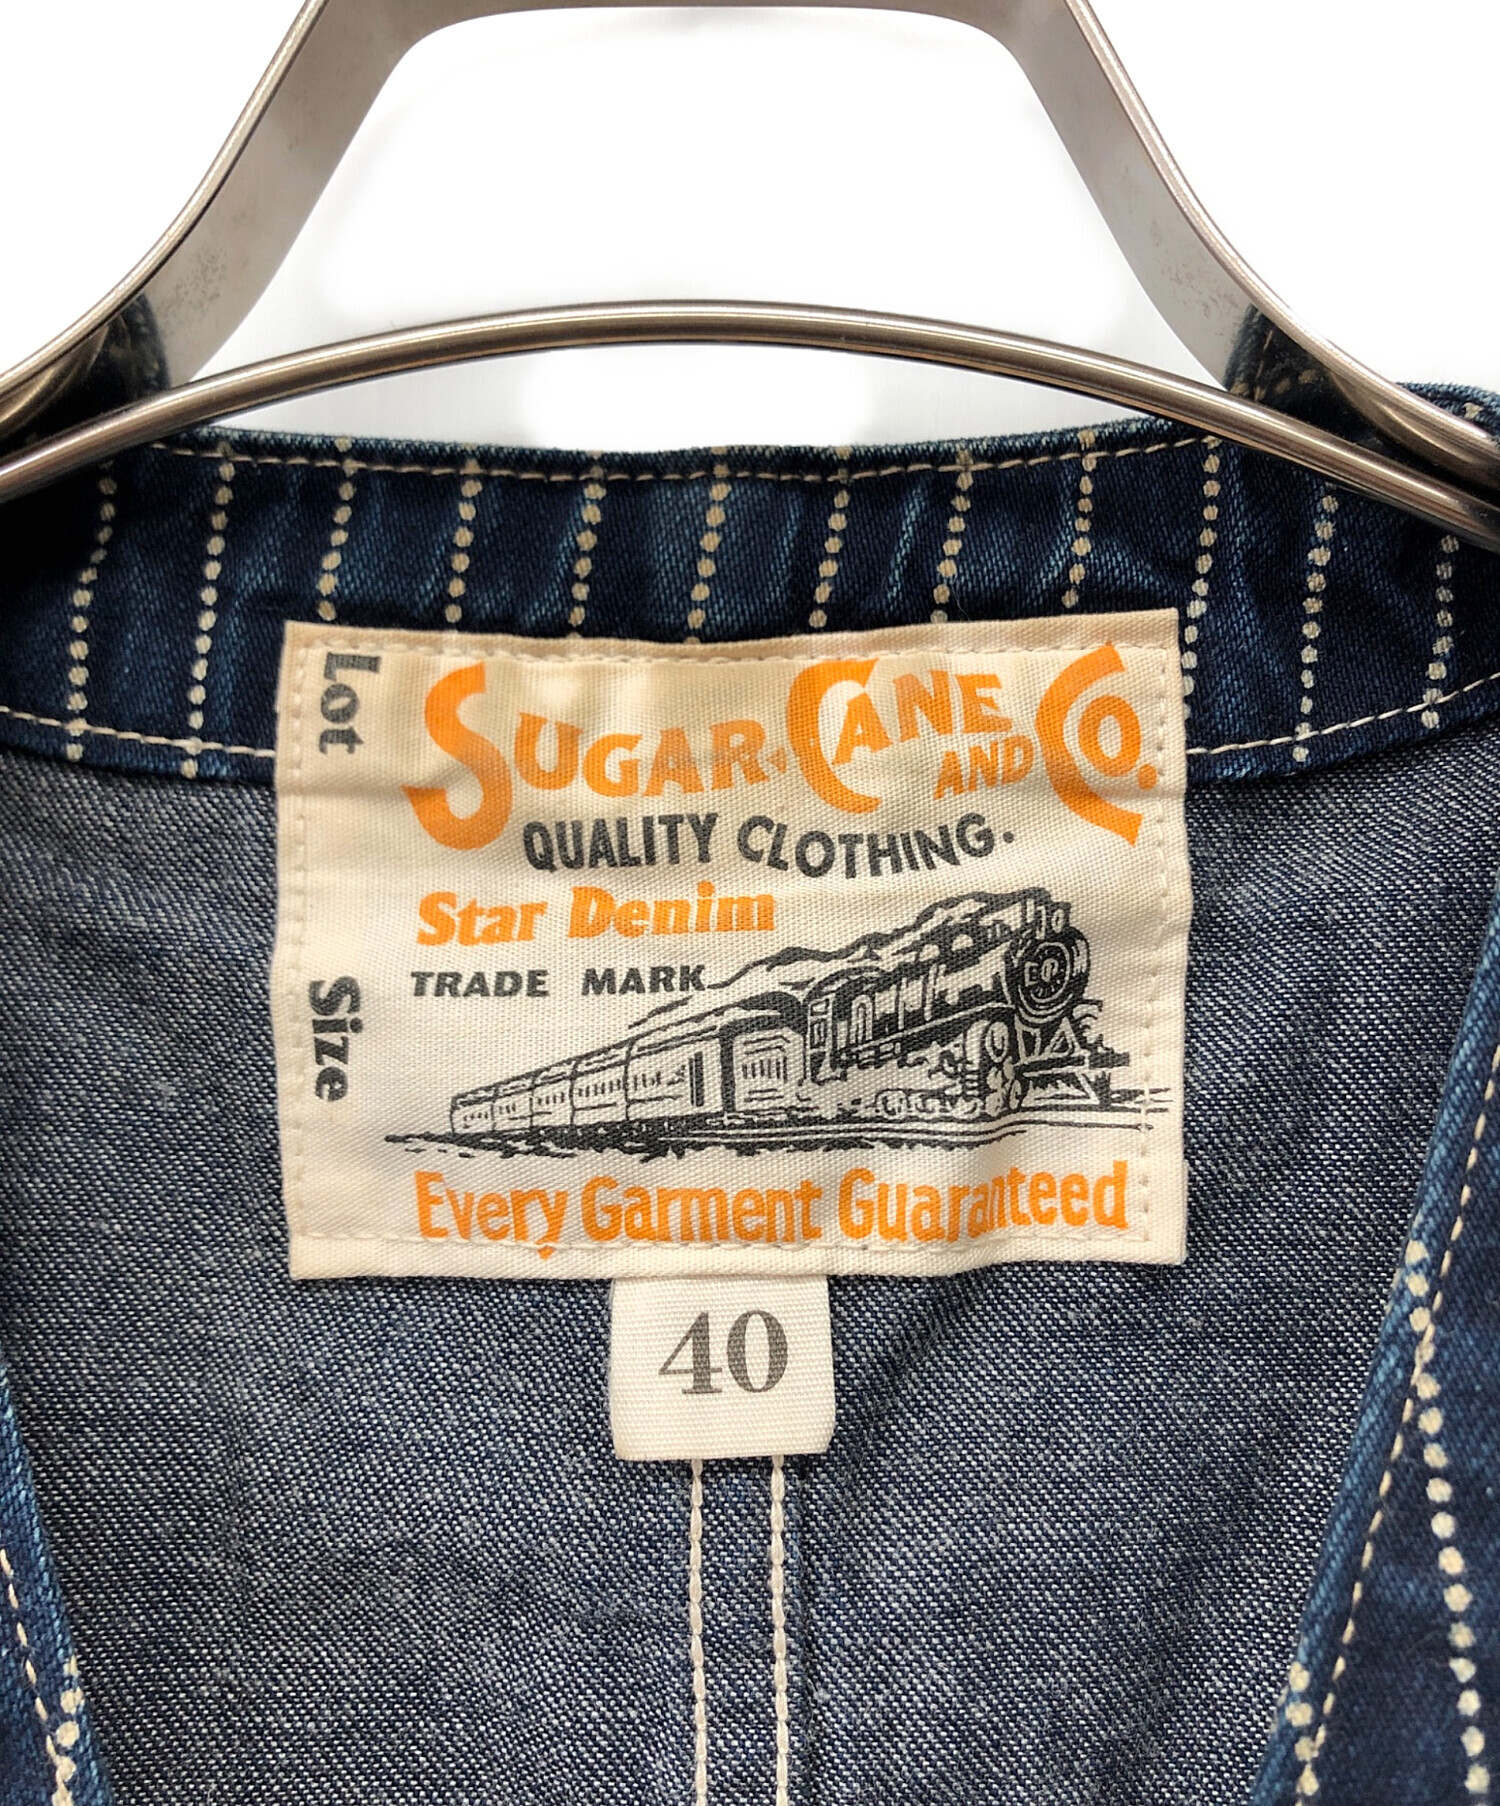 Lot
Size
SUGAR CANE AND CO.
QUALITY CLOTHING.
Star Denim
TRADE MARK
Every Garment Guaranteed
40